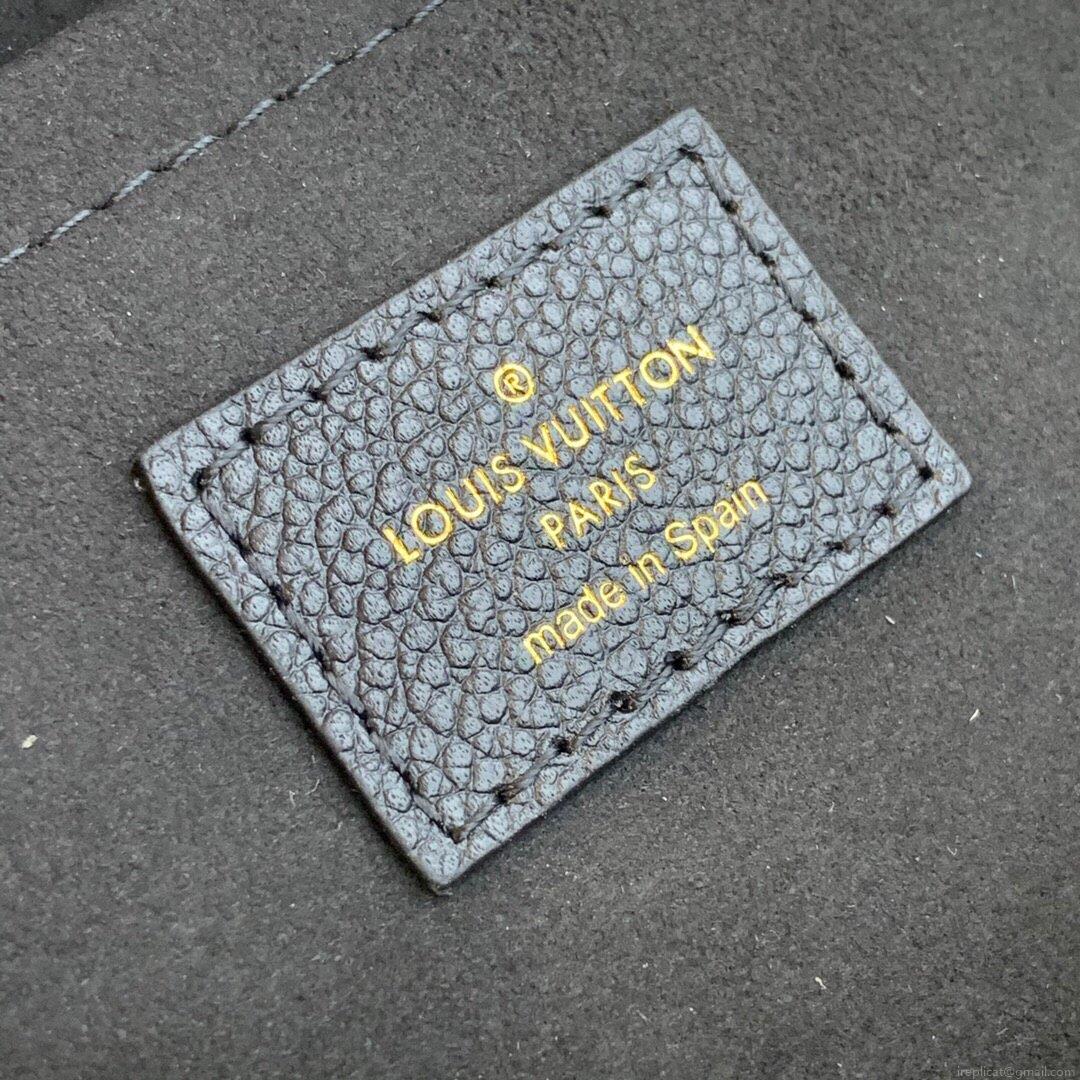 ®
LOUIS VUITTON
PARIS
made in Spain
ireplicat@gmail.com